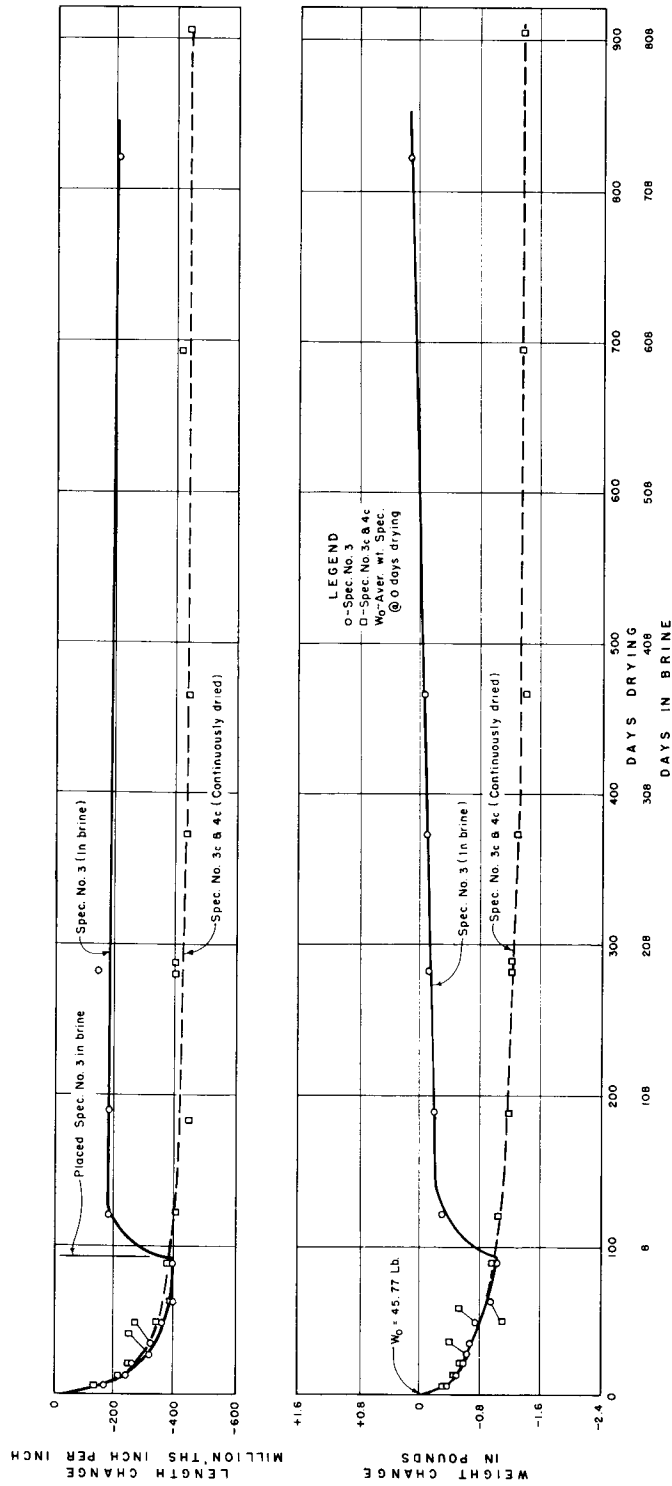 LENGTH CHANGE
MILLION'THS INCH PER INCH
0
-200
-400
-600
Placed Spec. No. 3 in brine
Spec. No. 3 (In brine)
Spec. No. 3c & 4c (Continuously dried)
WEIGHT CHANGE
IN POUNDS
+1.6
+0.8
0
-0.8
-1.6
-2.4
W₀ = 45.77 Lb.
Spec. No. 3 (In brine)
Spec. No. 3c & 4c (Continuously dried)
LEGEND
o-Spec. No. 3
□-Spec. No. 3c & 4c
W₀-Aver. wt. Spec.
@ 0 days drying
0 100 200 300 400 500 600 700 800 900
DAYS DRYING
8 108 208 308 408 508 608 708 808
DAYS IN BRINE